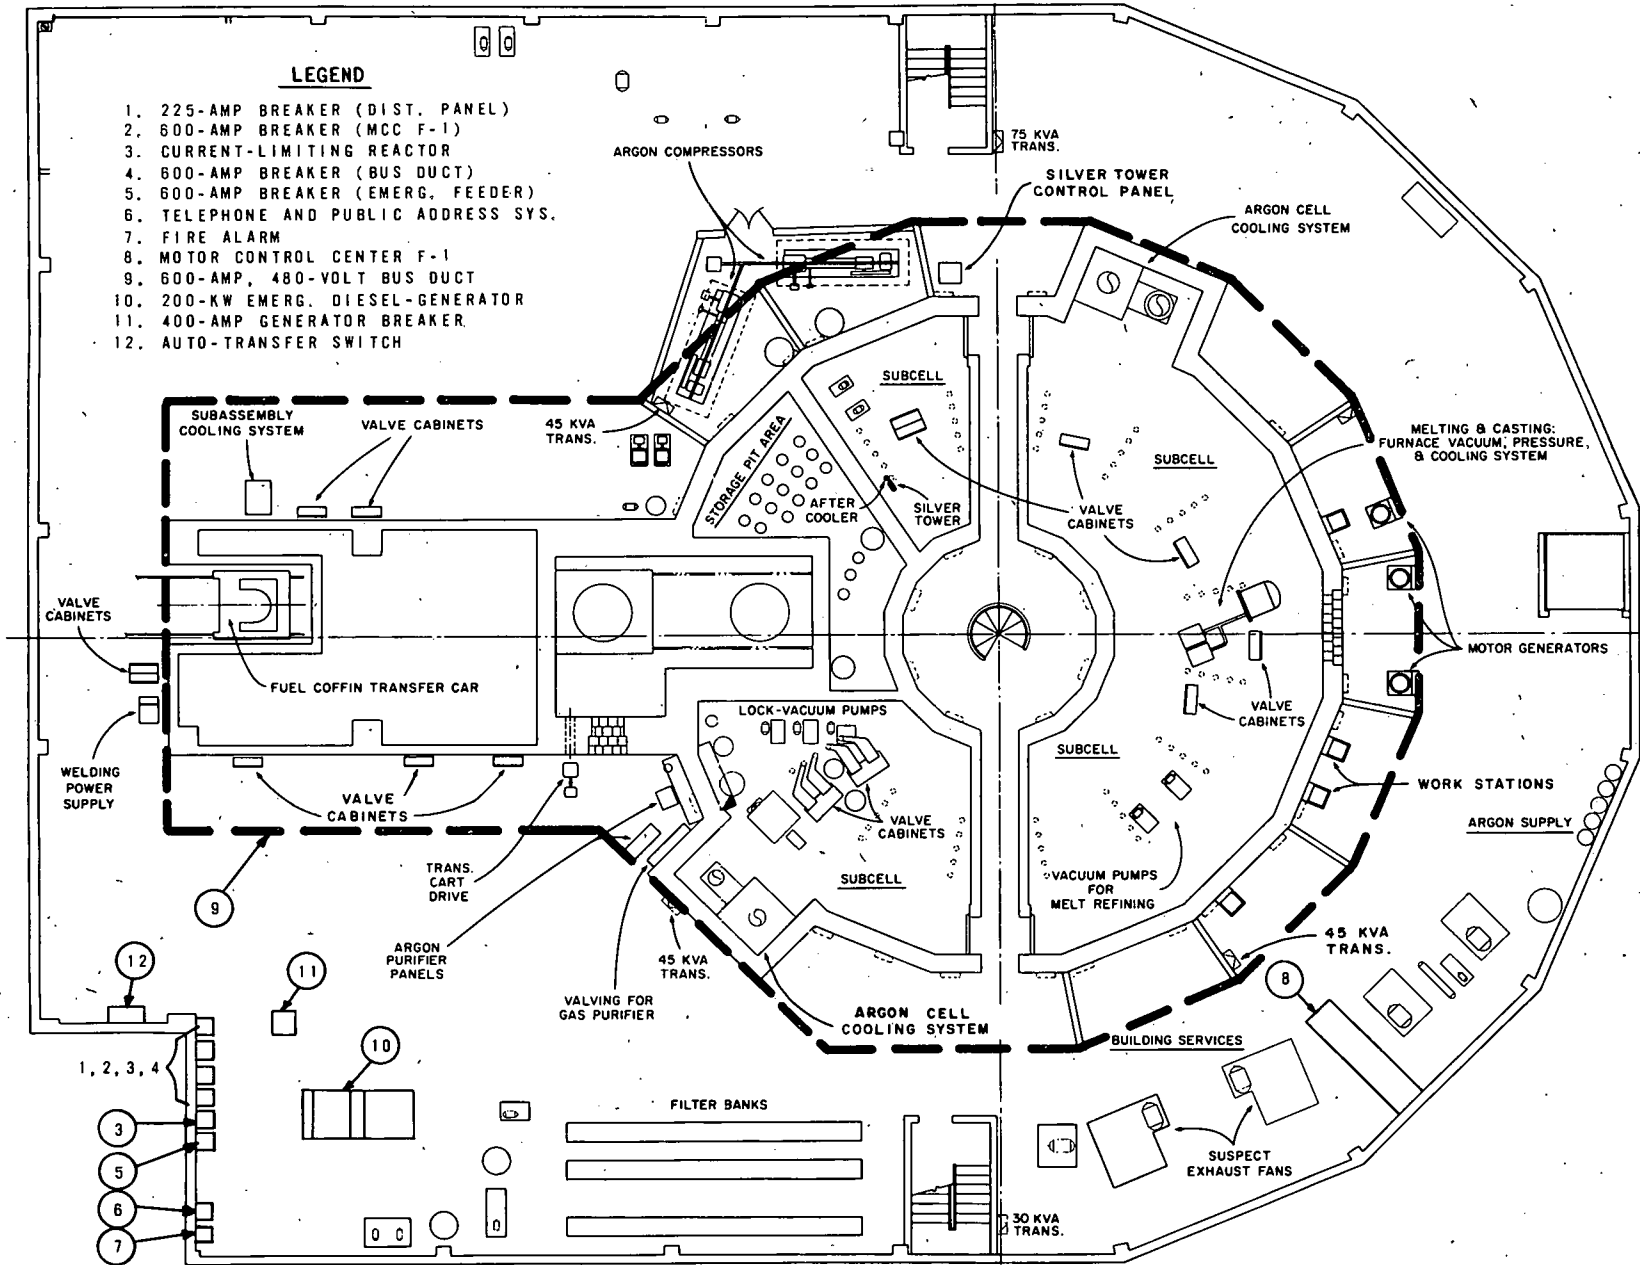 LEGEND
1. 225-AMP BREAKER (DIST. PANEL)
2. 600-AMP BREAKER (MCC F-1)
3. CURRENT-LIMITING REACTOR
4. 600-AMP BREAKER (BUS DUCT)
5. 600-AMP BREAKER (EMERG. FEEDER)
6. TELEPHONE AND PUBLIC ADDRESS SYS.
7. FIRE ALARM
8. MOTOR CONTROL CENTER F-1
9. 600-AMP, 480-VOLT BUS DUCT
10. 200-KW EMERG. DIESEL-GENERATOR
11. 400-AMP GENERATOR BREAKER
12. AUTO-TRANSFER SWITCH
ARGON COMPRESSORS
75 KVA
TRANS.
SILVER TOWER
CONTROL PANEL
ARGON CELL
COOLING SYSTEM
SUBASSEMBLY
COOLING SYSTEM
VALVE CABINETS
45 KVA
TRANS.
STORAGE PIT AREA
SUBCELL
AFTER
COOLER
SILVER
TOWER
VALVE
CABINETS
SUBCELL
MELTING & CASTING:
FURNACE VACUUM, PRESSURE,
& COOLING SYSTEM
VALVE
CABINETS
FUEL COFFIN TRANSFER CAR
MOTOR GENERATORS
WELDING
POWER
SUPPLY
VALVE
CABINETS
LOCK-VACUUM PUMPS
VALVE
CABINETS
SUBCELL
VALVE
CABINETS
SUBCELL
WORK STATIONS
ARGON SUPPLY
VACUUM PUMPS
FOR
MELT REFINING
TRANS.
CART
DRIVE
9
ARGON
PURIFIER
PANELS
45 KVA
TRANS.
VALVING FOR
GAS PURIFIER
ARGON CELL
COOLING SYSTEM
45 KVA
TRANS.
8
BUILDING SERVICES
12
11
10
1, 2, 3, 4
3
5
6
7
FILTER BANKS
SUSPECT
EXHAUST FANS
30 KVA
TRANS.